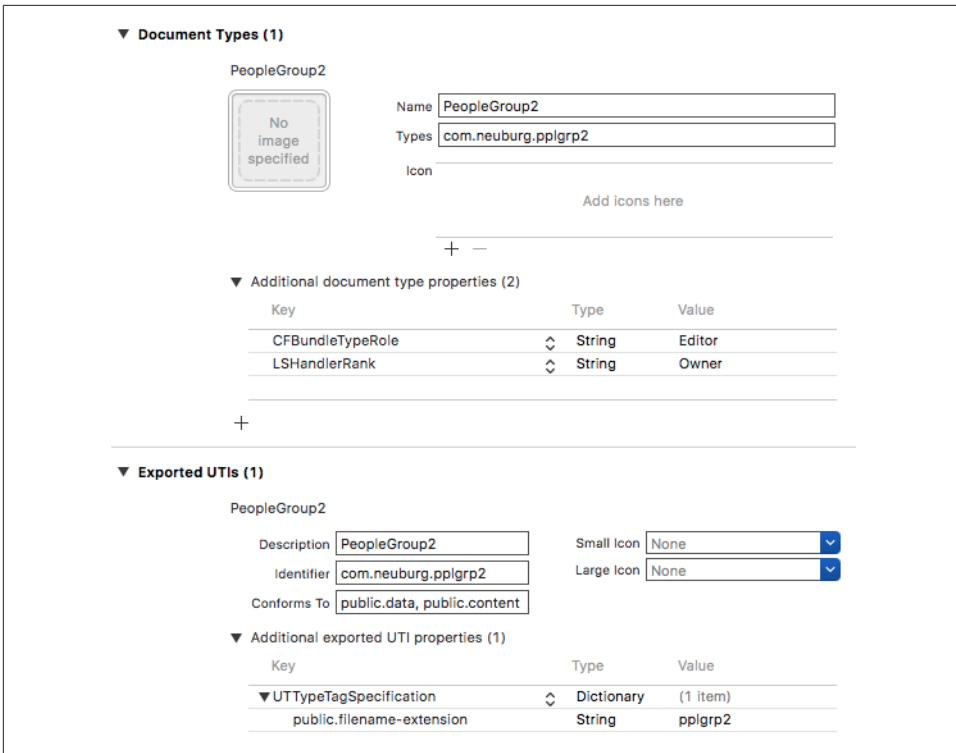 Document Types (1)
PeopleGroup2
No
image
specified
Name PeopleGroup2
Types com.neuburg.pplgrp2
Icon
Add icons here
Additional document type properties (2)
Key Type Value
CFBundleTypeRole String Editor
LSHandlerRank String Owner
Exported UTIs (1)
PeopleGroup2
Description PeopleGroup2 Small Icon None
Identifier com.neuburg.pplgrp2 Large Icon None
Conforms To public.data, public.content
Additional exported UTI properties (1)
Key Type Value
UTTypeTagSpecification Dictionary (1 item)
public.filename-extension String pplgrp2